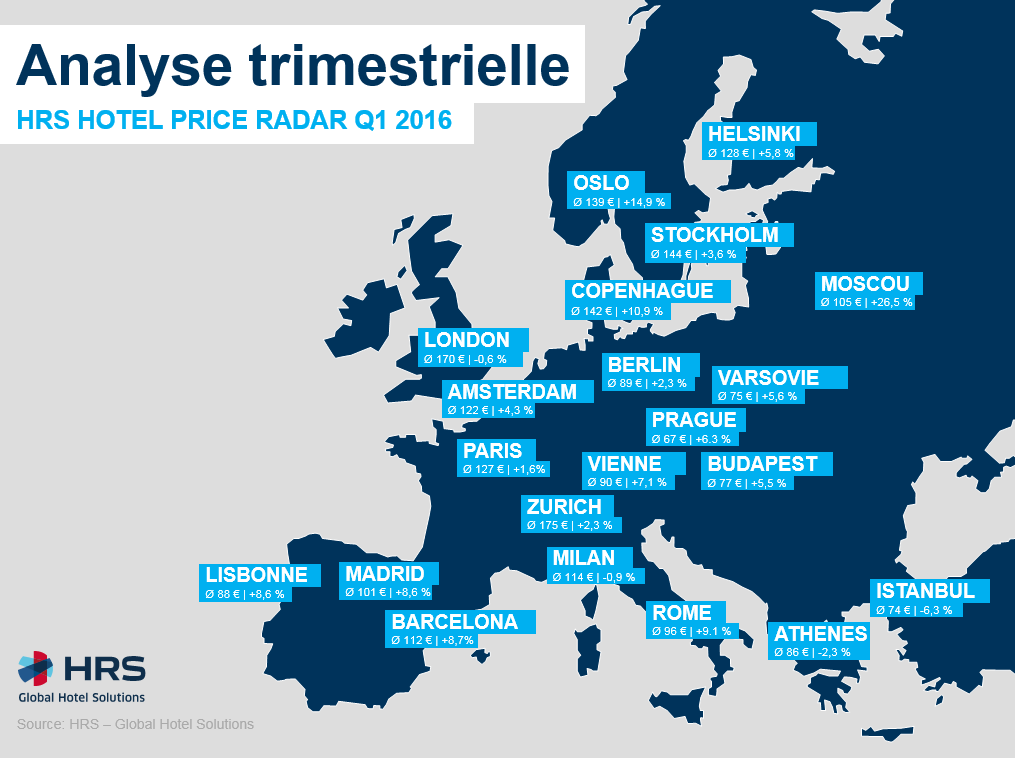 Analyse trimestrielle
HRS HOTEL PRICE RADAR Q1 2016
HELSINKI
Ø 128 € | +5,8 %
OSLO
Ø 139 € | +14,9 %
STOCKHOLM
Ø 144 € | +3,6 %
MOSCOU
Ø 105 € | +26,5 %
COPENHAGUE
Ø 142 € | +10,9 %
LONDON
Ø 170 € | -0,6 %
BERLIN
Ø 89 € | +2,3 %
VARSOVIE
Ø 75 € | +5,6 %
AMSTERDAM
Ø 122 € | +4,3 %
PRAGUE
Ø 67 € | +6.3 %
PARIS
Ø 127 € | +1,6%
VIENNE
Ø 90 € | +7,1 %
BUDAPEST
Ø 77 € | +5,5 %
ZURICH
Ø 175 € | +2,3 %
MILAN
Ø 114 € | -0,9 %
LISBONNE
Ø 88 € | +8,6 %
MADRID
Ø 101 € | +8,6 %
ISTANBUL
Ø 74 € | -6,3 %
BARCELONA
Ø 112 € | +8,7%
ROME
Ø 96 € | +9.1 %
ATHENES
Ø 86 € | -2,3 %
HRS
Global Hotel Solutions
Source: HRS – Global Hotel Solutions